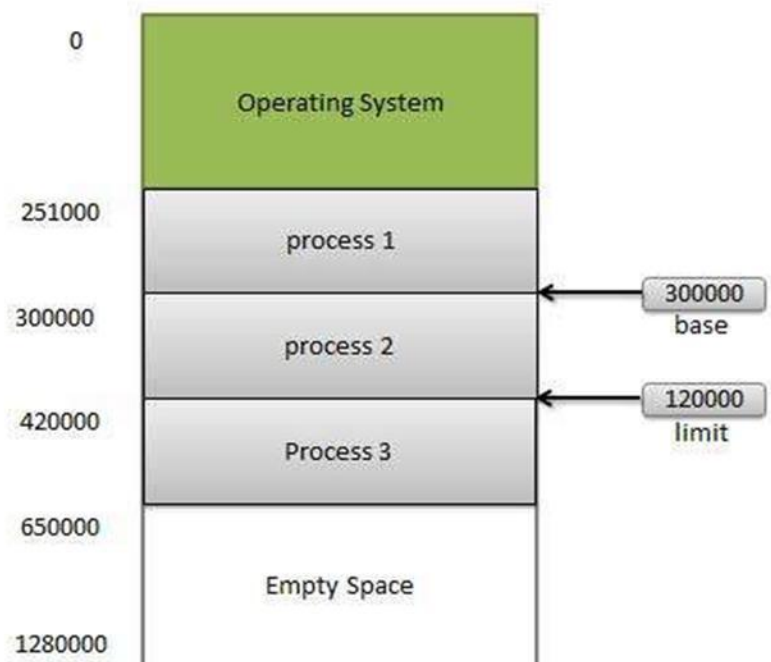 0
Operating System
251000
process 1
300000
base
300000
process 2
120000
limit
420000
Process 3
650000
Empty Space
1280000